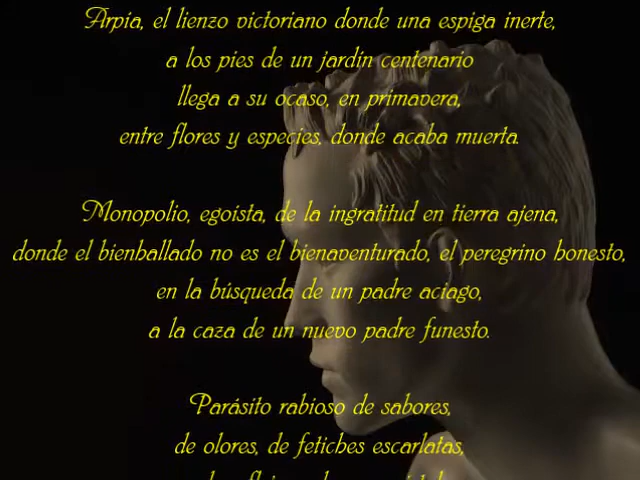 Arpía, el lienzo victoriano donde una espiga inerte,
a los pies de un jardín centenario
llega a su ocaso, en primavera,
entre flores y especies, donde acaba muerta.
Monopolio, egoísta, de la ingratitud en tierra ajena,
donde el bienhallado no es el bienaventurado, el peregrino honesto,
en la búsqueda de un padre aciago,
a la caza de un nuevo padre funesto.
Parásito rabioso de sabores,
de olores, de fetiches escarlatas,